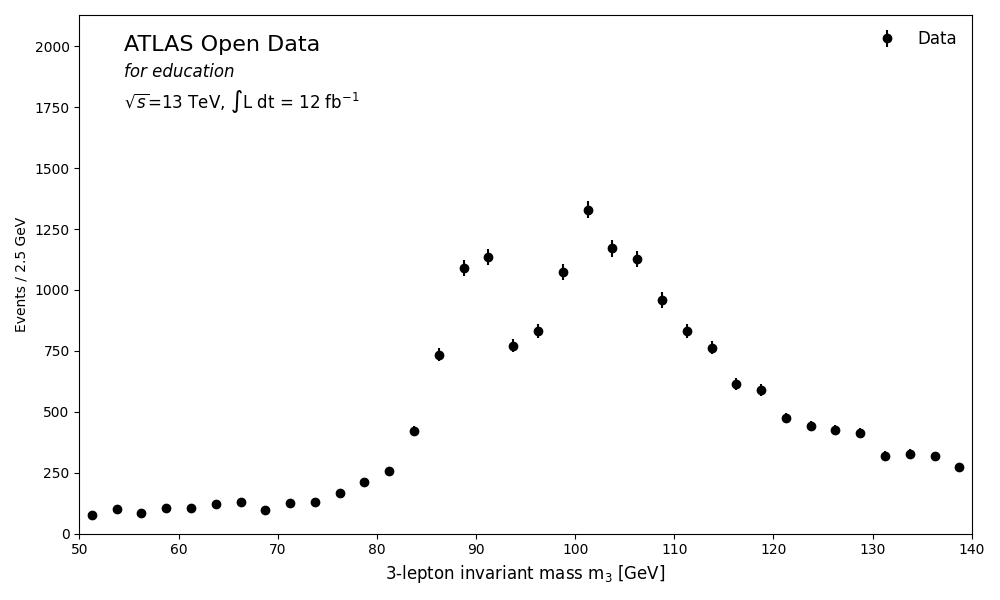 ATLAS Open Data
for education
√s=13 TeV, ∫L dt = 12 fb⁻¹
Data
Events / 2.5 GeV
2000
1750
1500
1250
1000
750
500
250
0
50 60 70 80 90 100 110 120 130 140
3-lepton invariant mass m₃ [GeV]